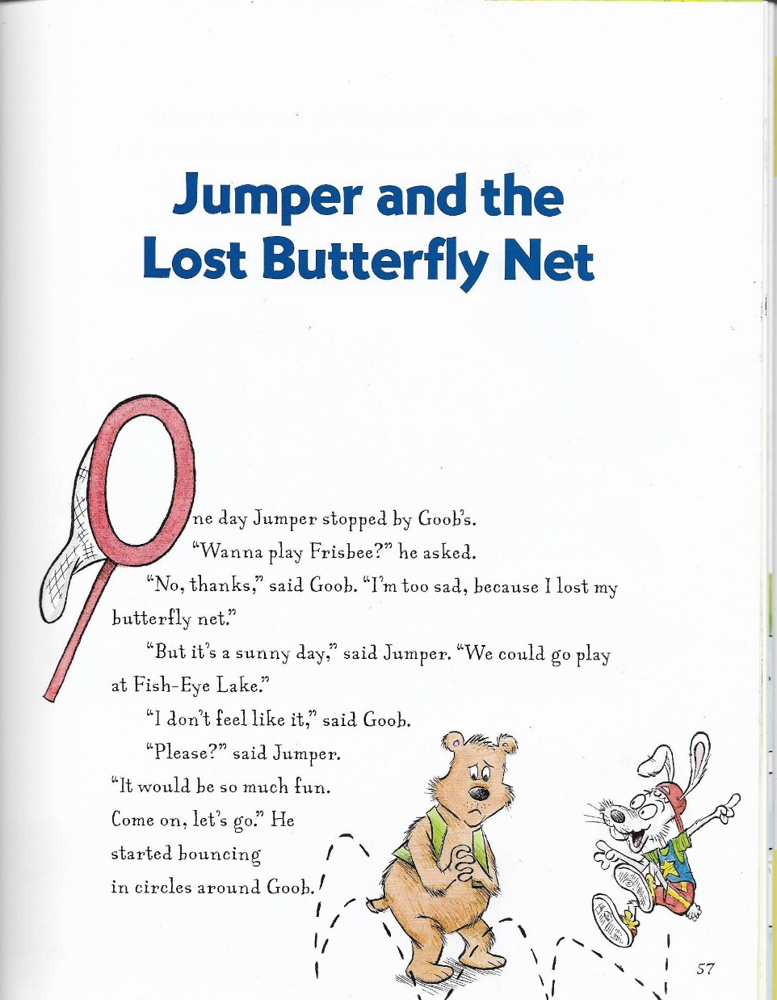 Jumper and the
Lost Butterfly Net
One day Jumper stopped by Goob's.
“Wanna play Frisbee?” he asked.
“No, thanks,” said Goob. “I'm too sad, because I lost my
butterfly net.”
“But it's a sunny day,” said Jumper. “We could go play
at Fish-Eye Lake.”
“I don't feel like it,” said Goob.
“Please?” said Jumper.
“It would be so much fun.
Come on, let's go.” He
started bouncing
in circles around Goob.
57